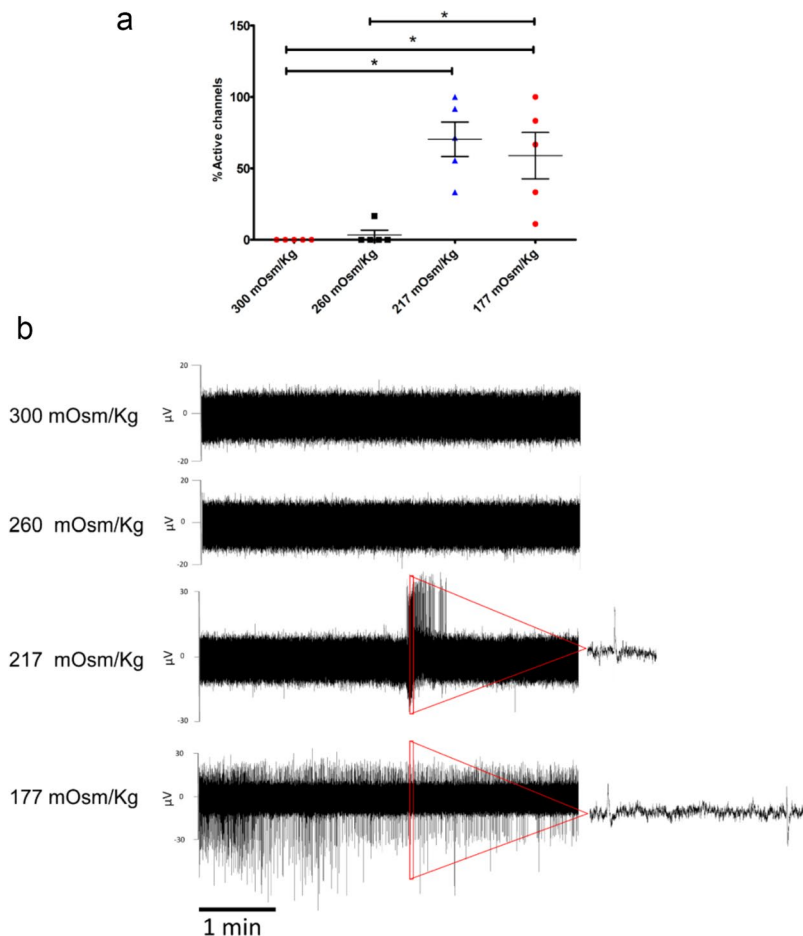 a
*
*
*
% Active channels
150
100
50
0
300 mOsm/Kg
260 mOsm/Kg
217 mOsm/Kg
177 mOsm/Kg
b
300 mOsm/Kg
µV
20
0
-20
260 mOsm/Kg
µV
20
0
-20
217 mOsm/Kg
µV
30
0
-30
177 mOsm/Kg
µV
30
0
-30
1 min